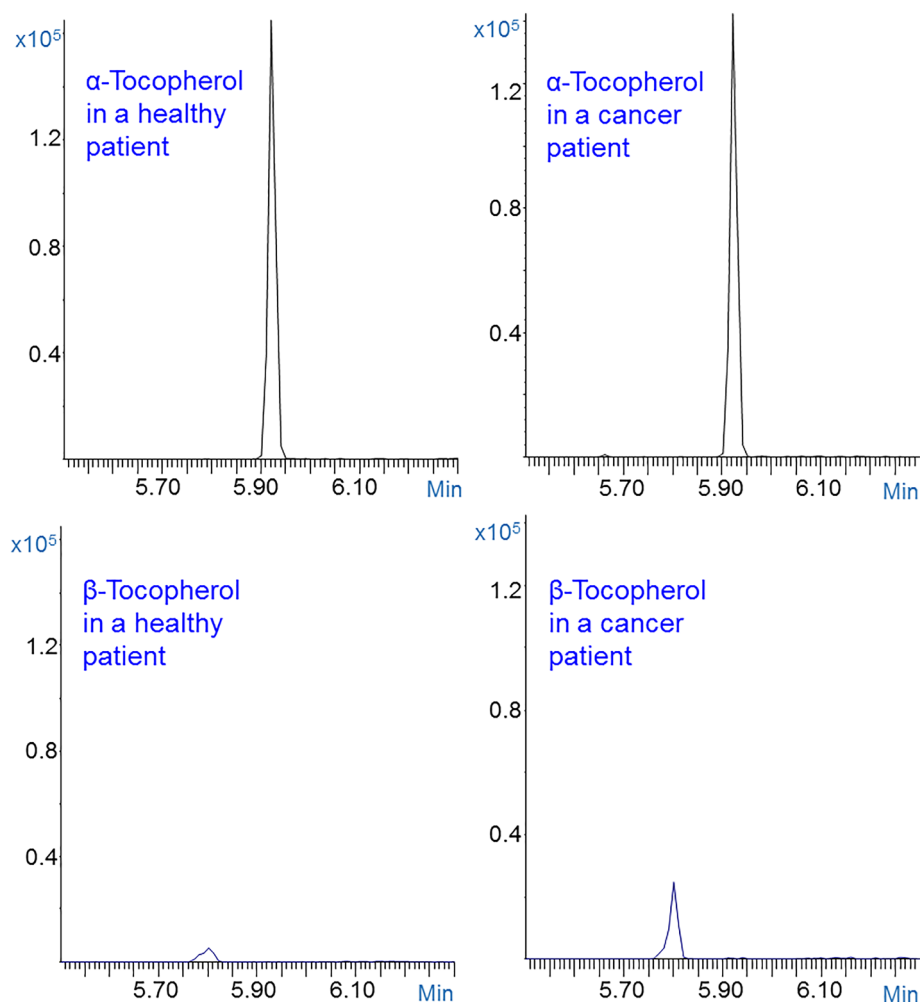 x10⁵
α-Tocopherol
in a healthy
patient
1.2
0.8
0.4
5.70 5.90 6.10 Min
x10⁵
α-Tocopherol
in a cancer
patient
1.2
0.8
0.4
5.70 5.90 6.10 Min
x10⁵
β-Tocopherol
in a healthy
patient
1.2
0.8
0.4
5.70 5.90 6.10 Min
x10⁵
β-Tocopherol
in a cancer
patient
1.2
0.8
0.4
5.70 5.90 6.10 Min